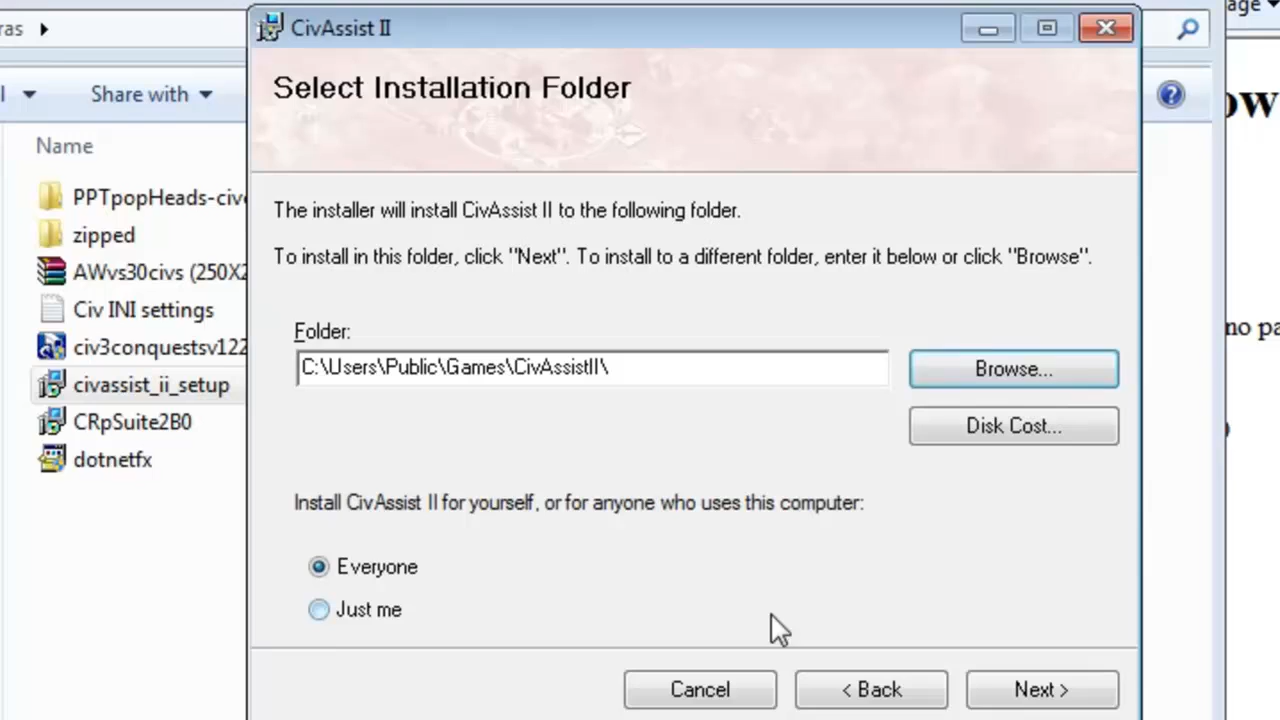 CivAssist II
ras
age
Select Installation Folder
Share with
ow
Name
PPTpopHeads-cive
zipped
AWvs30civs (250X2
Civ INI settings
civ3conquestsv122
civassist_ii_setup
CRpSuite2B0
dotnetfx
The installer will install CivAssist II to the following folder.
To install in this folder, click "Next". To install to a different folder, enter it below or click "Browse".
Folder:
C:\Users\Public\Games\CivAssistII\
Browse...
Disk Cost...
no pa
Install CivAssist II for yourself, or for anyone who uses this computer:
Everyone
Just me
Cancel
< Back
Next >